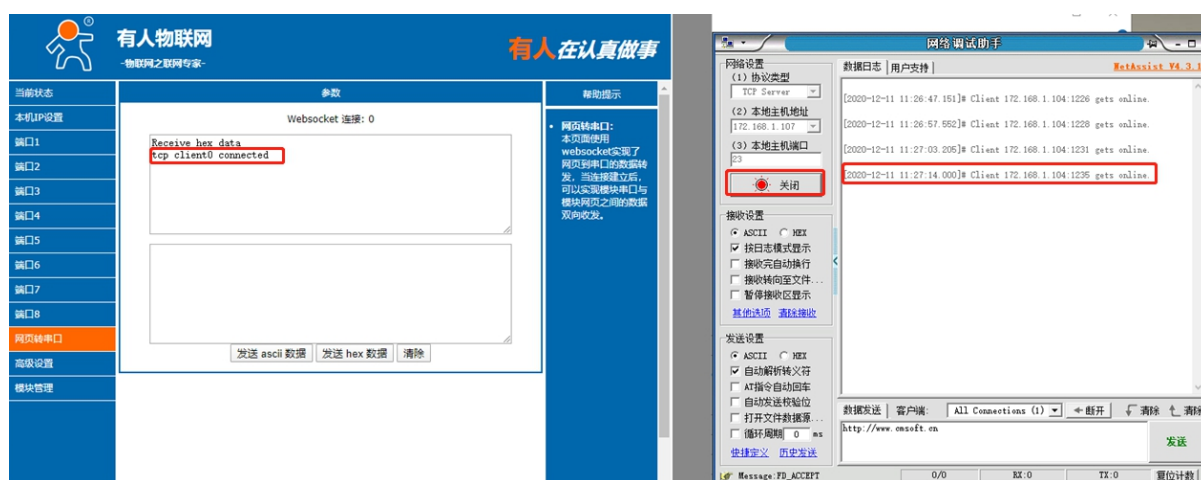 ®
有人物联网
-物联网之联网专家-
有人在认真做事
当前状态
本机IP设置
端口1
端口2
端口3
端口4
端口5
端口6
端口7
端口8
网页转串口
高级设置
模块管理
参数
Websocket 连接: 0
Receive hex data
tcp client0 connected
发送 ascii 数据 发送 hex 数据 清除
帮助提示
• 网页转串口:
本页面使用
websocket实现了
网页到串口的数据转
发，当连接建立后，
可以实现模块串口与
模块网页之间的数据
双向收发。
网络调试助手
网络设置
(1) 协议类型
TCP Server
(2) 本地主机地址
172.168.1.107
(3) 本地主机端口
23
关闭
接收设置
ASCII HEX
按日志模式显示
接收完自动换行
接收转向至文件...
暂停接收区显示
其他选项 清除接收
发送设置
ASCII HEX
自动解析转义符
AT指令自动回车
自动发送校验位
打开文件数据源...
循环周期 0 ms
快捷定义 历史发送
数据日志 用户支持 NetAssist V4.3.1
[2020-12-11 11:26:47.151]# Client 172.168.1.104:1226 gets online.
[2020-12-11 11:26:57.552]# Client 172.168.1.104:1228 gets online.
[2020-12-11 11:27:03.205]# Client 172.168.1.104:1231 gets online.
[2020-12-11 11:27:14.000]# Client 172.168.1.104:1235 gets online.
数据发送 客户端: All Connections (1) 断开 清除 清除
http://www.cmsoft.cn
发送
Message:FD_ACCEPT 0/0 RX:0 TX:0 复位计数